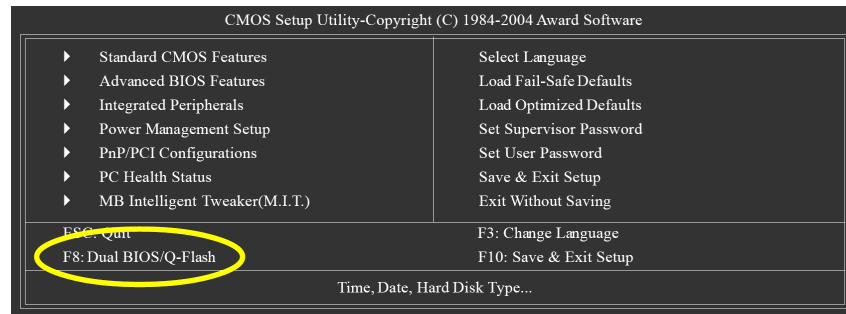 CMOS Setup Utility-Copyright (C) 1984-2004 Award Software
Standard CMOS Features
Advanced BIOS Features
Integrated Peripherals
Power Management Setup
PnP/PCI Configurations
PC Health Status
MB Intelligent Tweaker(M.I.T.)
Select Language
Load Fail-Safe Defaults
Load Optimized Defaults
Set Supervisor Password
Set User Password
Save & Exit Setup
Exit Without Saving
ESC: Quit
F8: Dual BIOS/Q-Flash
F3: Change Language
F10: Save & Exit Setup
Time, Date, Hard Disk Type...